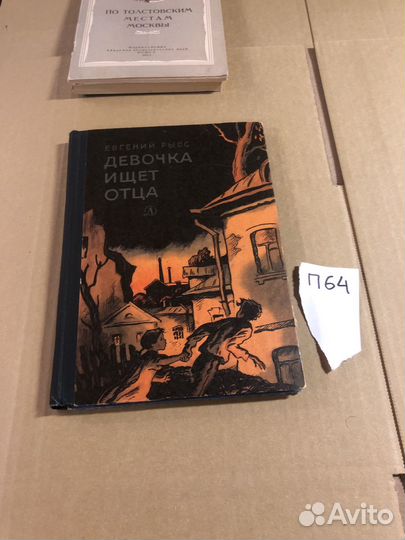 ПО ТОЛСТОВСКИМ
МЕСТАМ
МОСКВЫ
ЕВГЕНИЙ РЫСС
ДЕВОЧКА
ИЩЕТ
ОТЦА
П64
Avito